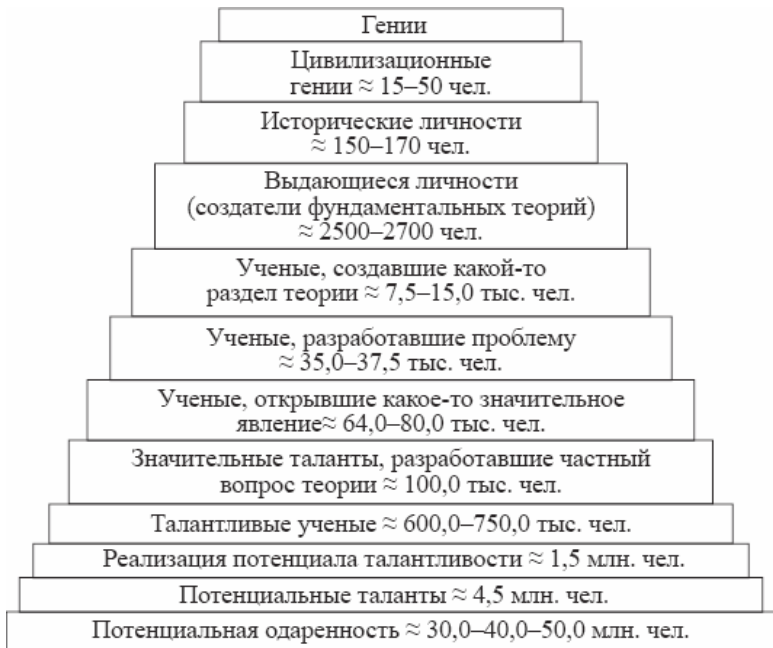 Гении
Цивилизационные
гении ≈ 15–50 чел.
Исторические личности
≈ 150–170 чел.
Выдающиеся личности
(создатели фундаментальных теорий)
≈ 2500–2700 чел.
Ученые, создавшие какой-то
раздел теории ≈ 7,5–15,0 тыс. чел.
Ученые, разработавшие проблему
≈ 35,0–37,5 тыс. чел.
Ученые, открывшие какое-то значительное
явление≈ 64,0–80,0 тыс. чел.
Значительные таланты, разработавшие частный
вопрос теории ≈ 100,0 тыс. чел.
Талантливые ученые ≈ 600,0–750,0 тыс. чел.
Реализация потенциала талантливости ≈ 1,5 млн. чел.
Потенциальные таланты ≈ 4,5 млн. чел.
Потенциальная одаренность ≈ 30,0–40,0–50,0 млн. чел.